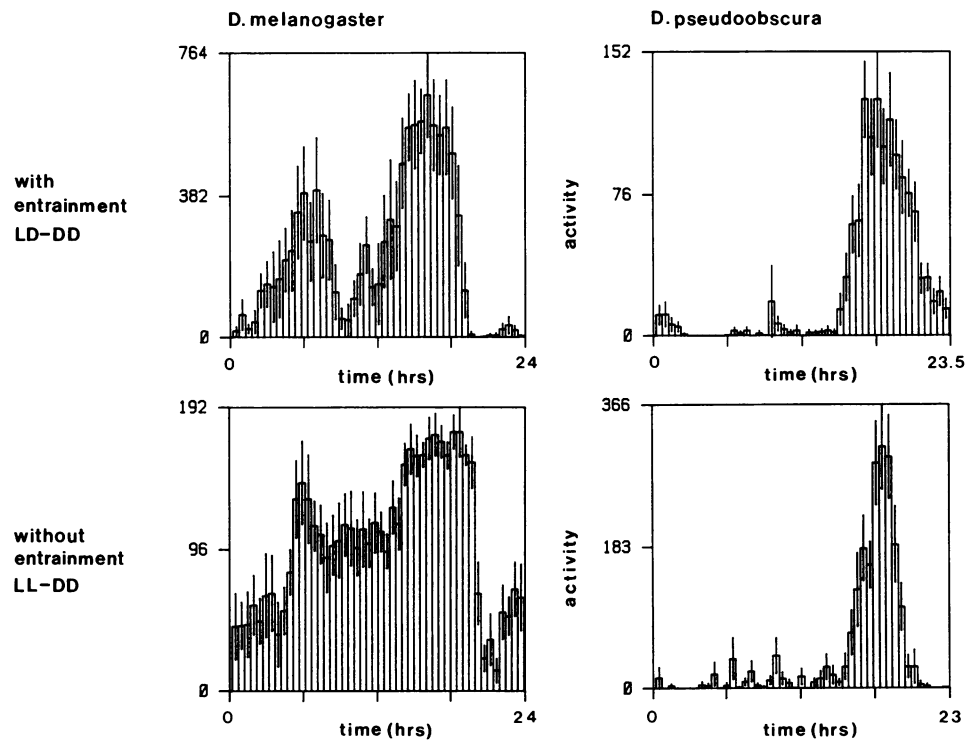 D. melanogaster
D. pseudoobscura
with
entrainment
LD-DD
764
382
0
0
24
time (hrs)
activity
152
76
0
0
23.5
time (hrs)
without
entrainment
LL-DD
192
96
0
0
24
time (hrs)
activity
366
183
0
0
23
time (hrs)